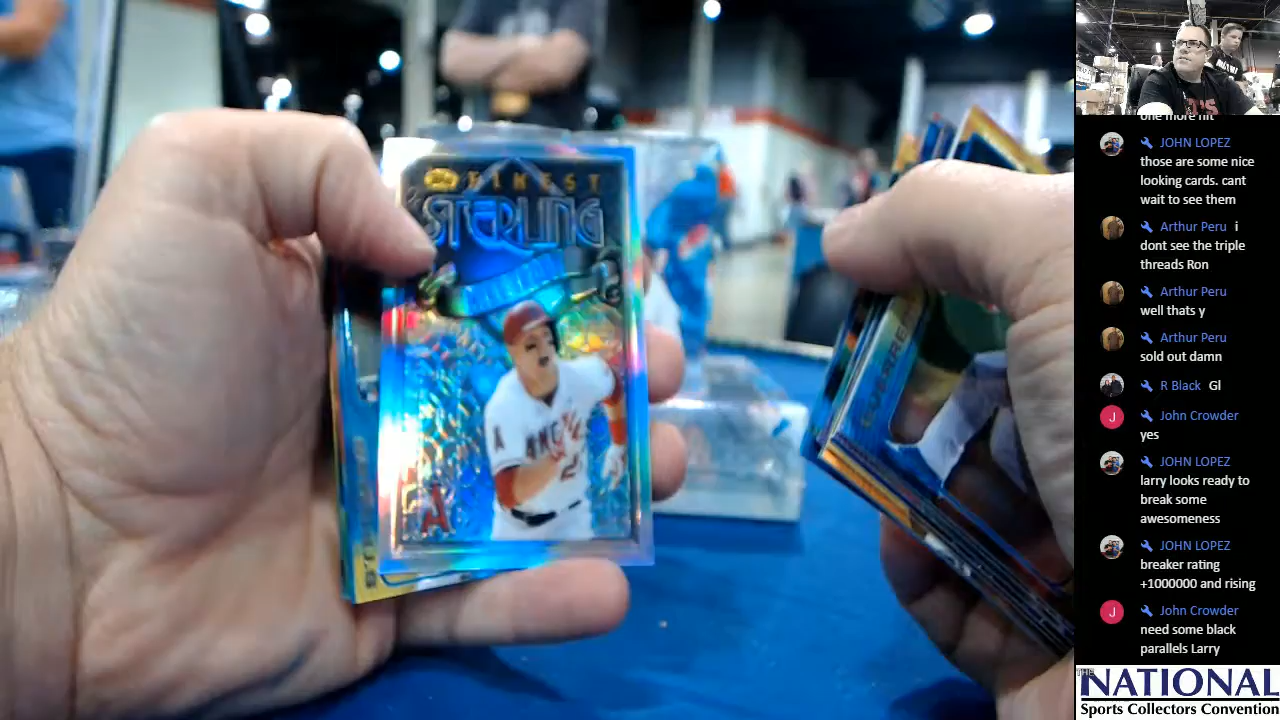 FINEST
STERLING
A
ANGE
2
one more hit
JOHN LOPEZ
those are some nice
looking cards. cant
wait to see them
Arthur Peru i
dont see the triple
threads Ron
Arthur Peru
well thats y
Arthur Peru
sold out damn
R Black Gl
John Crowder
yes
JOHN LOPEZ
larry looks ready to
break some
awesomeness
JOHN LOPEZ
breaker rating
+1000000 and rising
John Crowder
need some black
parallels Larry
THE
NATIONAL
Sports Collectors Convention